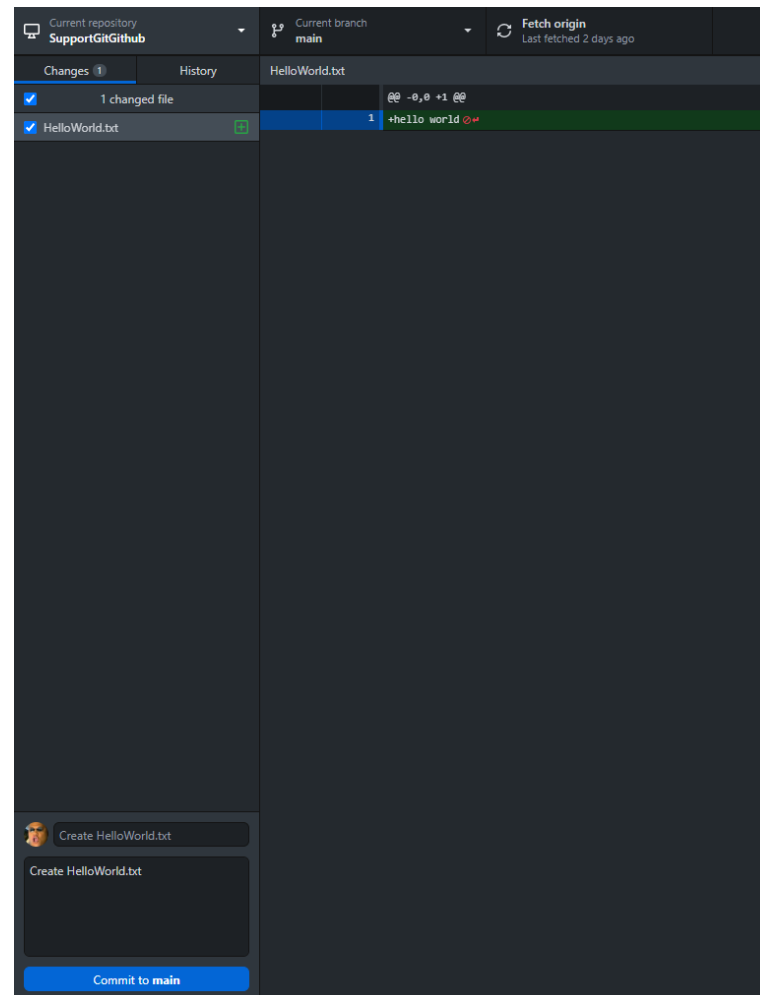 Current repository
SupportGitGithub
Current branch
main
Fetch origin
Last fetched 2 days ago
Changes 1
History
HelloWorld.txt
1 changed file
@@ -0,0 +1 @@
HelloWorld.txt
1 +hello world
Create HelloWorld.txt
Create HelloWorld.txt
Commit to main